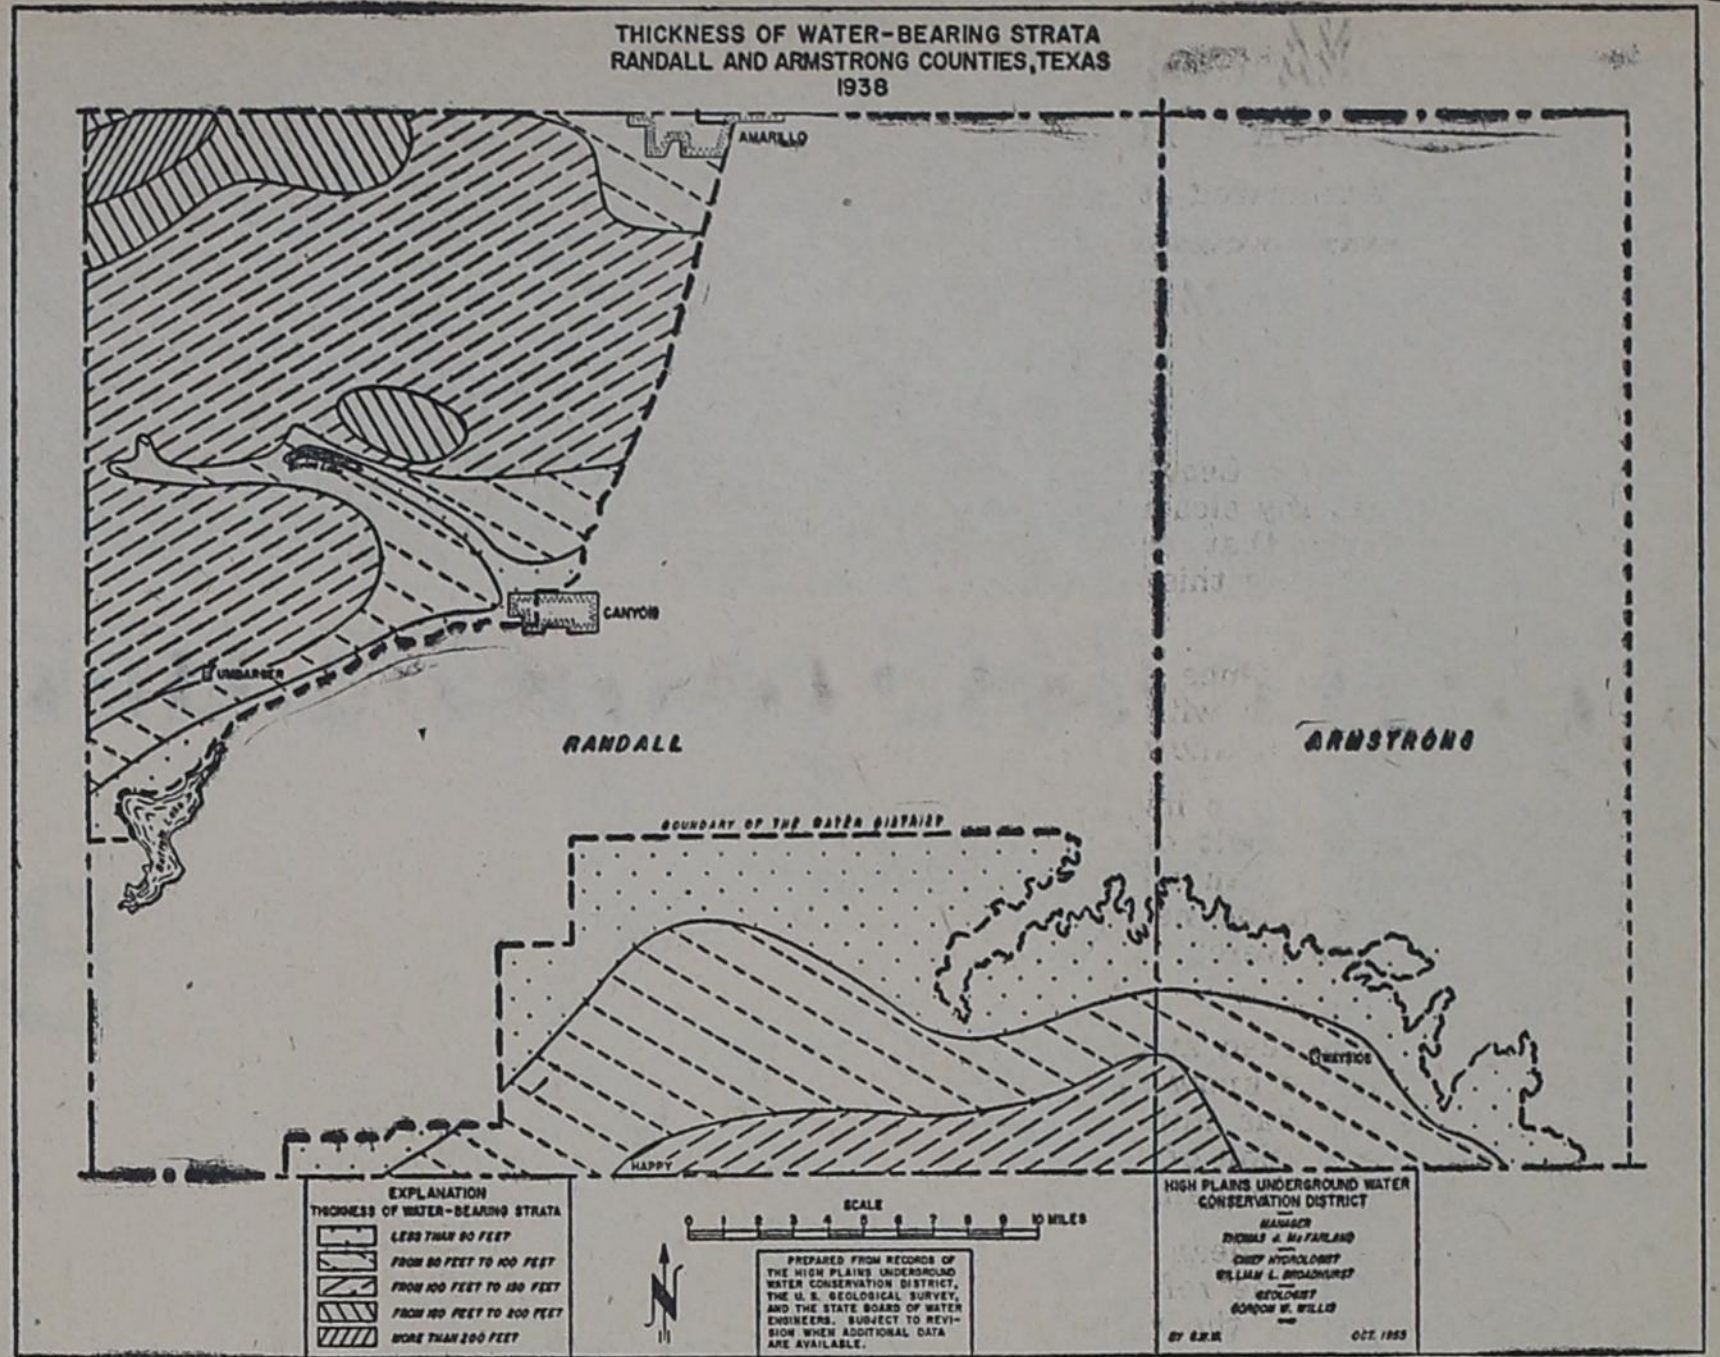 THICKNESS OF WATER-BEARING STRATA
RANDALL AND ARMSTRONG COUNTIES, TEXAS
1938
AMARILLO
CANYON
UMBARGER
RANDALL
ARMSTRONG
BOUNDARY OF THE WATER DISTRICT
WAYSIDE
HAPPY
EXPLANATION
THICKNESS OF WATER-BEARING STRATA
LESS THAN 50 FEET
FROM 50 FEET TO 100 FEET
FROM 100 FEET TO 150 FEET
FROM 150 FEET TO 200 FEET
MORE THAN 200 FEET
SCALE
0 1 2 3 4 5 6 7 8 9 10 MILES
N
PREPARED FROM RECORDS OF
THE HIGH PLAINS UNDERGROUND
WATER CONSERVATION DISTRICT,
THE U. S. GEOLOGICAL SURVEY,
AND THE STATE BOARD OF WATER
ENGINEERS. SUBJECT TO REVI-
SION WHEN ADDITIONAL DATA
ARE AVAILABLE.
HIGH PLAINS UNDERGROUND WATER
CONSERVATION DISTRICT
MANAGER
THOMAS J. McFARLAND
CHIEF HYDROLOGIST
WILLIAM L. BROADHURST
GEOLOGIST
GORDON W. WILLIS
BY
OCT. 1953